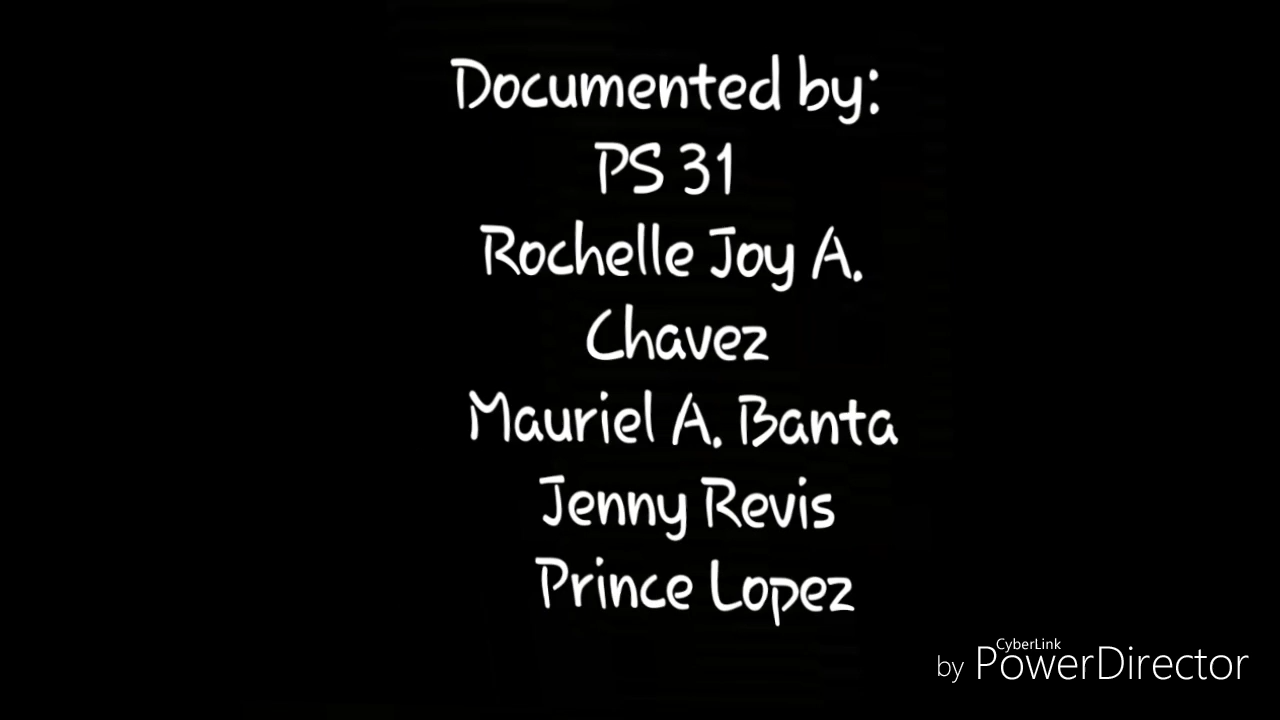 Documented by:
PS 31
Rochelle Joy A.
Chavez
Mauriel A. Banta
Jenny Revis
Prince Lopez
CyberLink
by PowerDirector